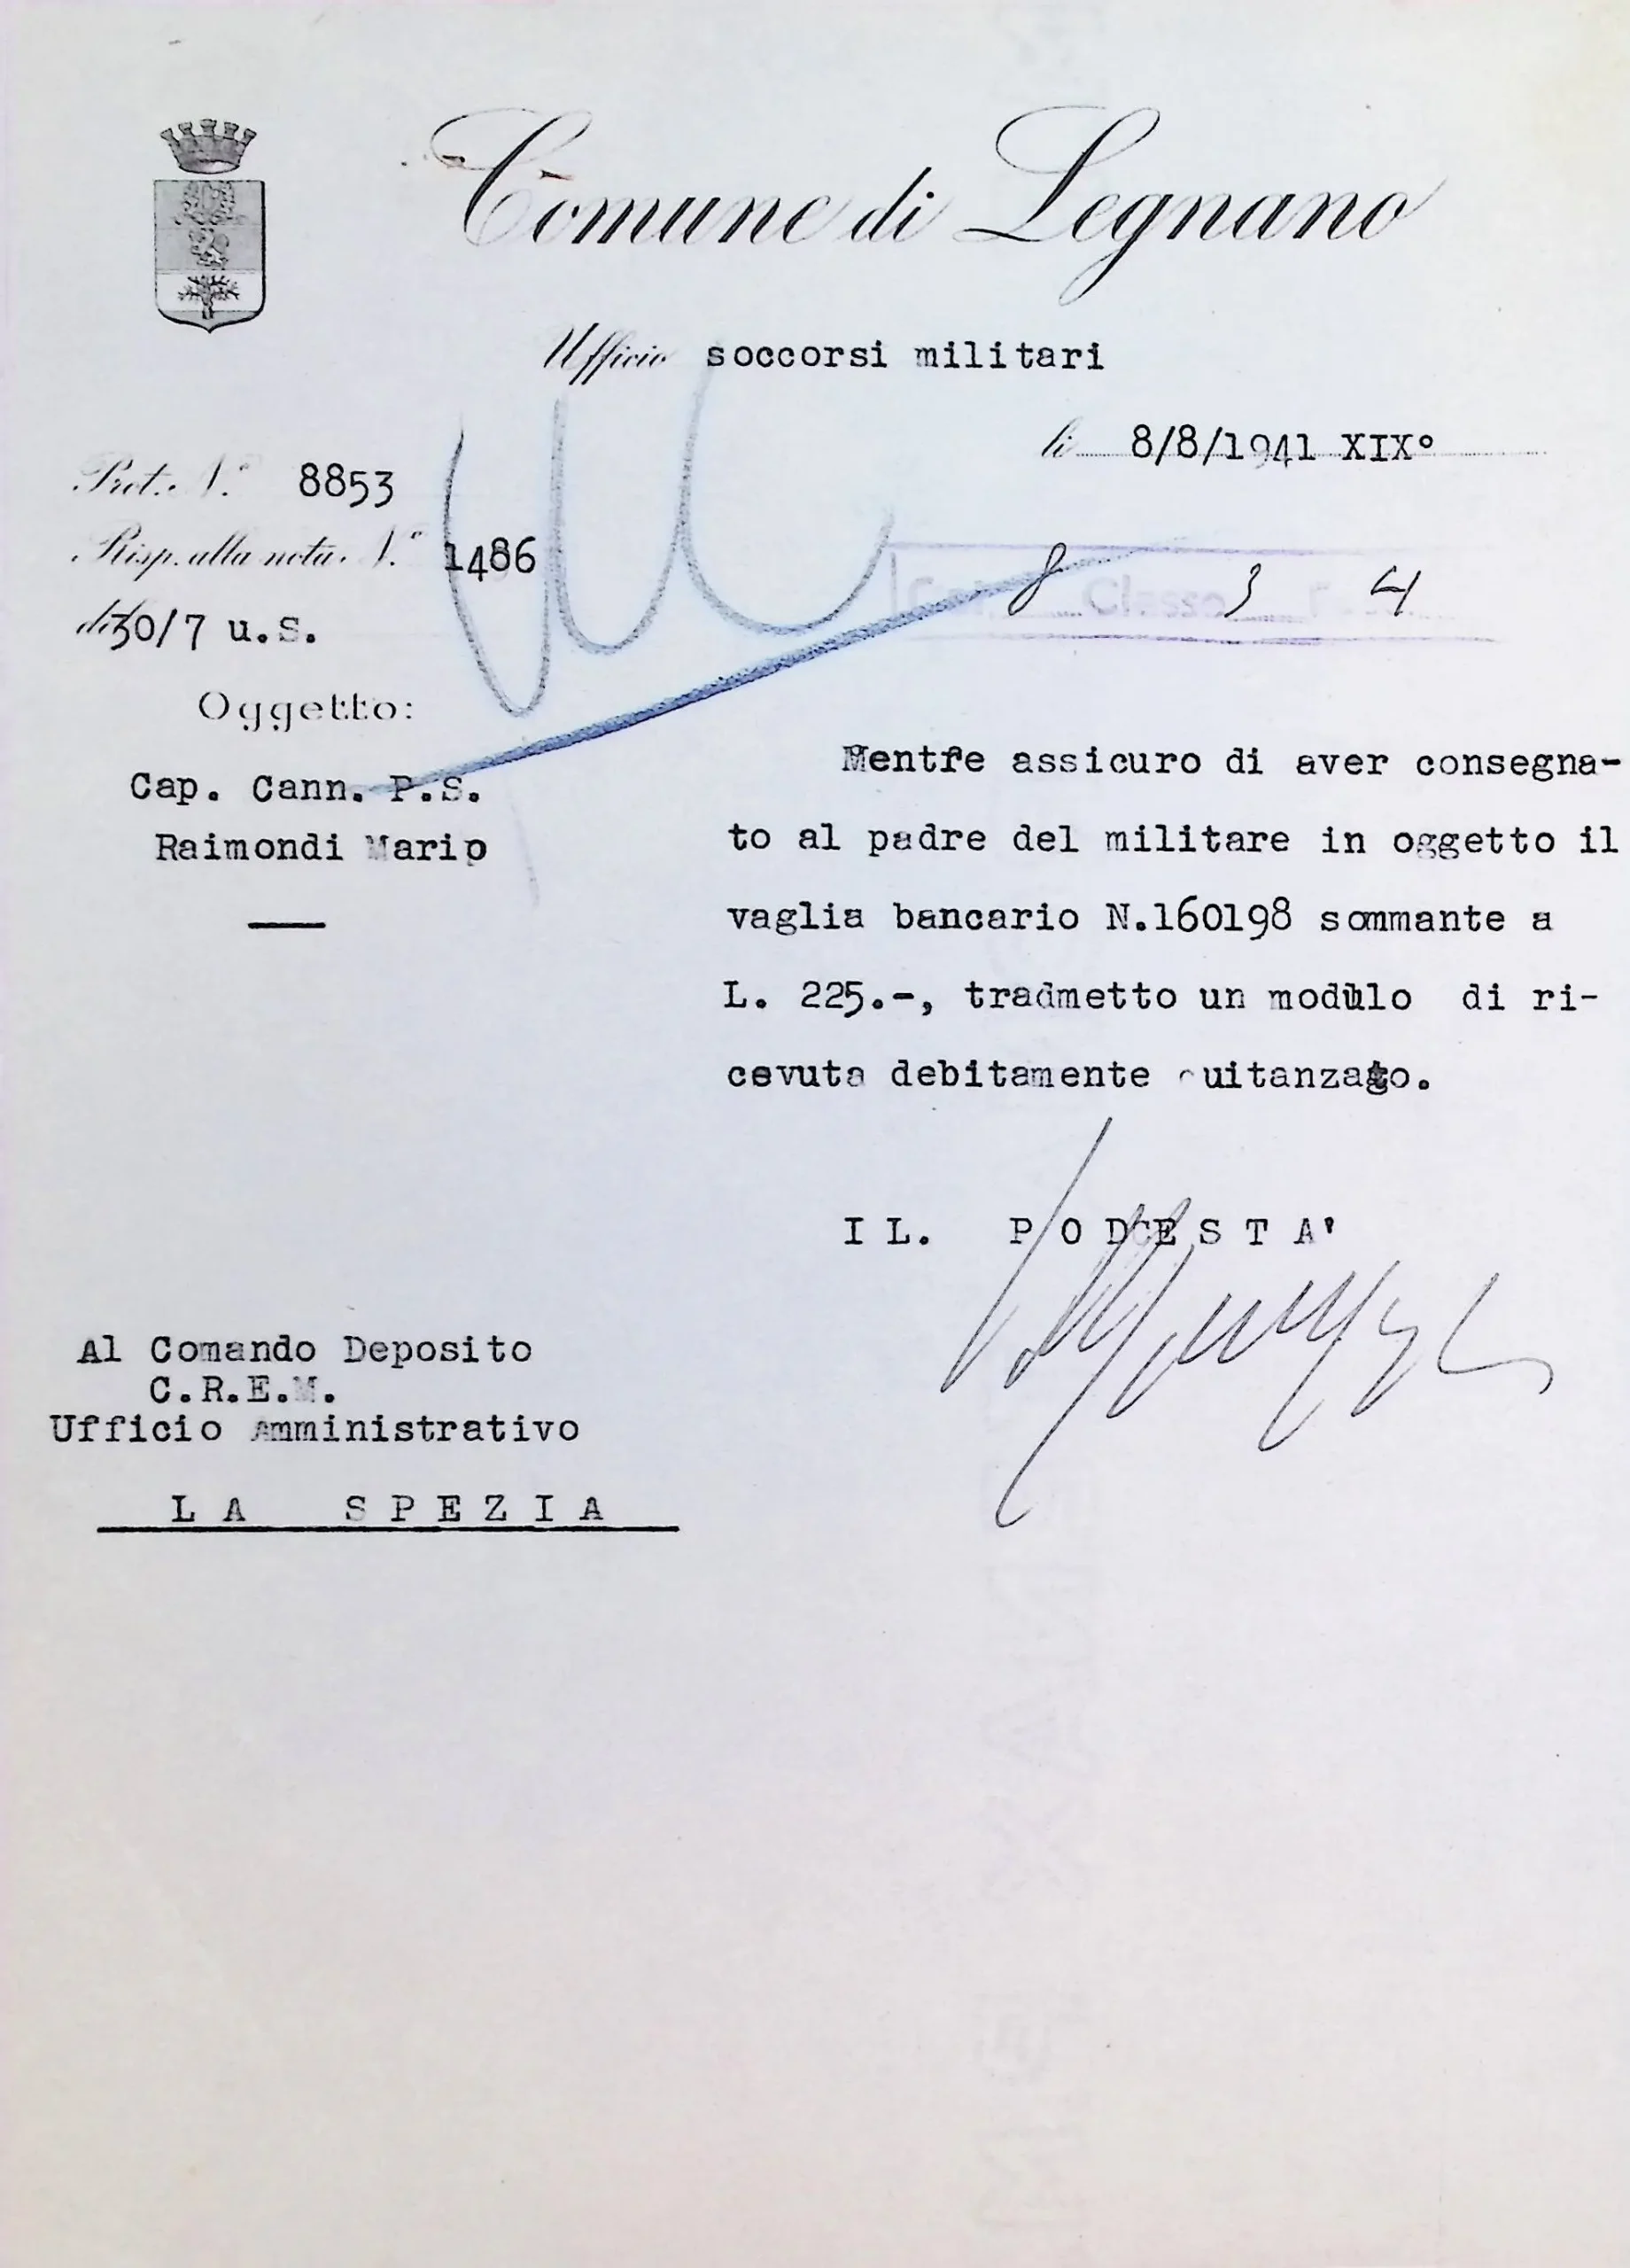 Comune di Legnano
Ufficio soccorsi militari
li 8/8/1941 XIX°
Prot. N.° 8853
Risp. alla nota N.° 1486
di 30/7 u.s.
Cat. 8 Classe 3 4
Oggetto:
Cap. Cann. P.S.
Raimondi Mario
Mentre assicuro di aver consegna-
to al padre del militare in oggetto il
vaglia bancario N.160198 sommante a
L. 225.-, tradmetto un modulo di ri-
cevuta debitamente quitanzato.
IL. PODESTA'
Al Comando Deposito
C.R.E.M.
Ufficio Amministrativo
LA SPEZIA